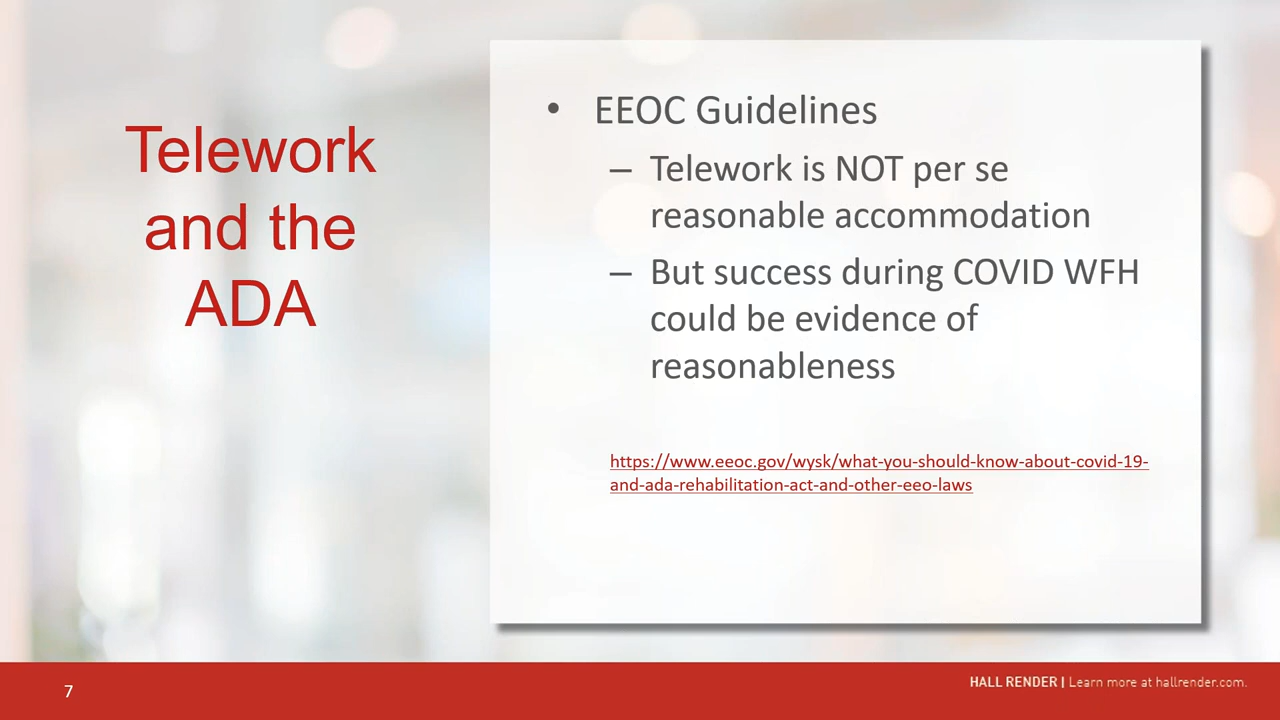 Telework
and the
ADA
• EEOC Guidelines
– Telework is NOT per se
reasonable accommodation
– But success during COVID WFH
could be evidence of
reasonableness
https://www.eeoc.gov/wysk/what-you-should-know-about-covid-19-
and-ada-rehabilitation-act-and-other-eeo-laws
7
HALL RENDER | Learn more at hallrender.com.